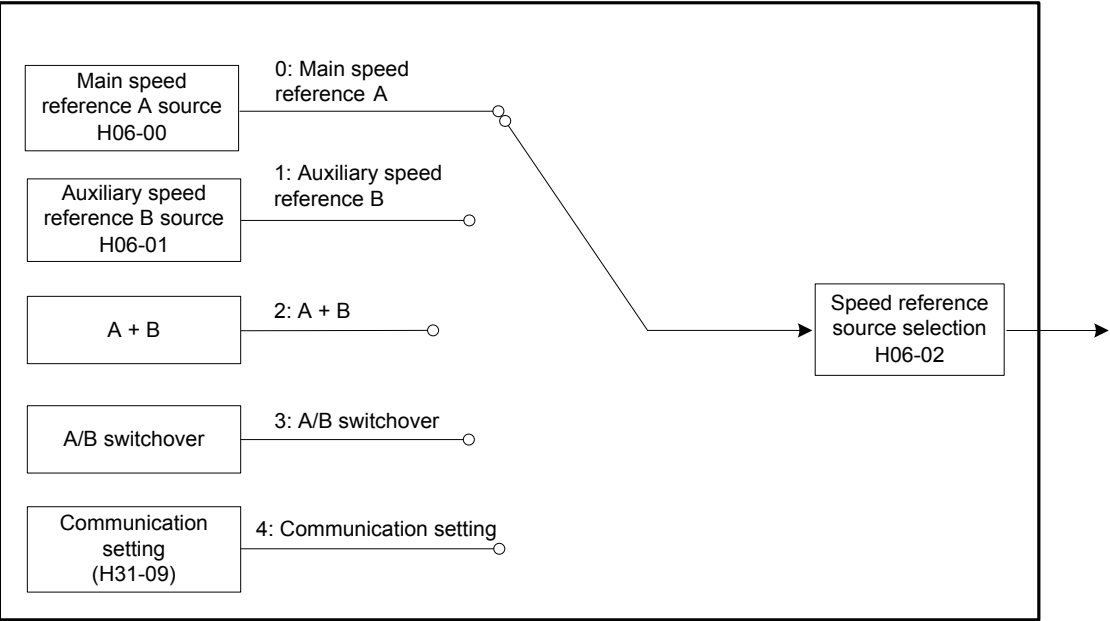 Main speed
reference A source
H06-00
0: Main speed
reference A
Auxiliary speed
reference B source
H06-01
1: Auxiliary speed
reference B
A + B
2: A + B
A/B switchover
3: A/B switchover
Communication
setting
(H31-09)
4: Communication setting
Speed reference
source selection
H06-02